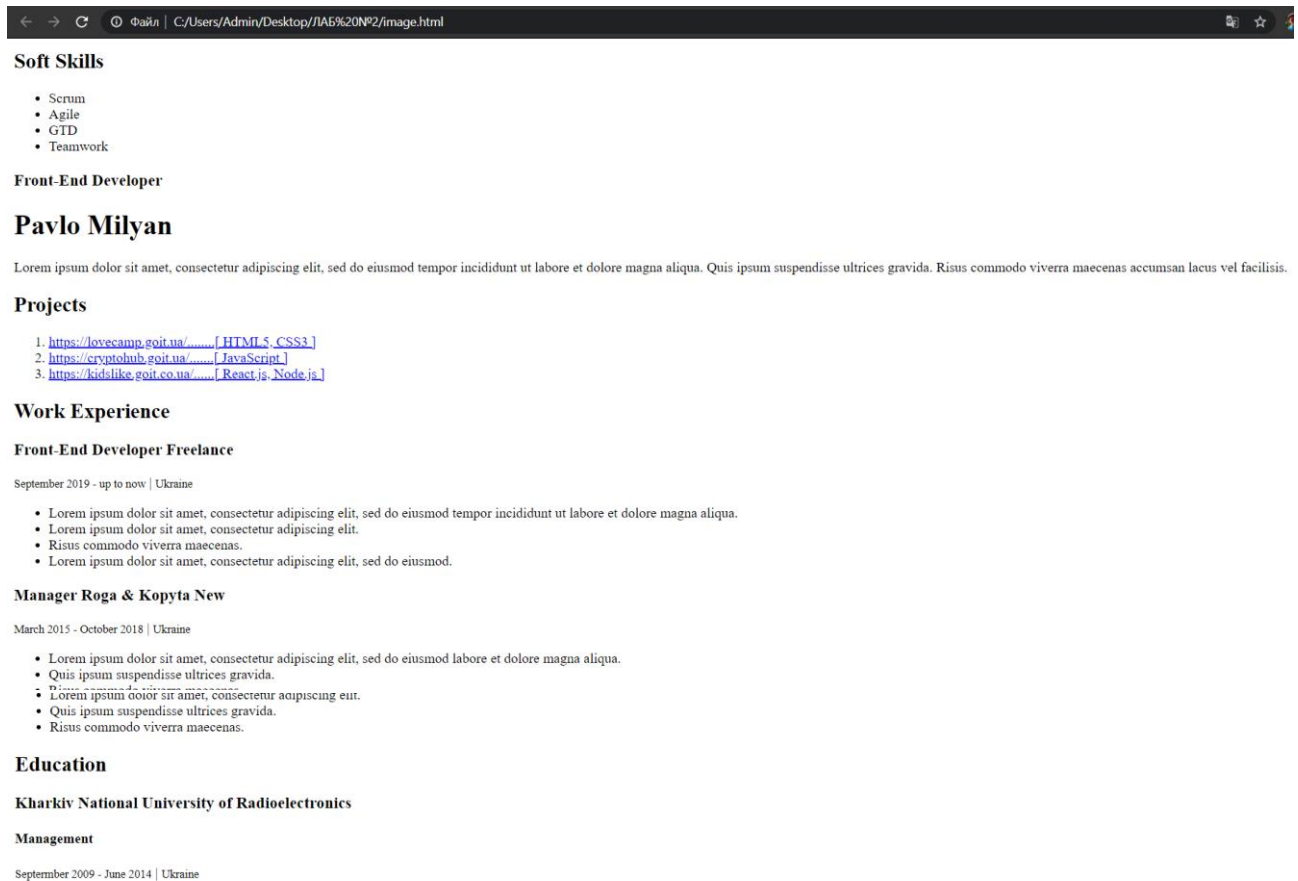 Файл | C:/Users/Admin/Desktop/ЛАБ%20№2/image.html
Soft Skills
• Scrum
• Agile
• GTD
• Teamwork
Front-End Developer
Pavlo Milyan
Lorem ipsum dolor sit amet, consectetur adipiscing elit, sed do eiusmod tempor incididunt ut labore et dolore magna aliqua. Quis ipsum suspendisse ultrices gravida. Risus commodo viverra maecenas accumsan lacus vel facilisis.
Projects
1. https://lovecamp.goit.ua/........[ HTML5, CSS3 ]
2. https://cryptohub.goit.ua/.......[ JavaScript ]
3. https://kidslike.goit.co.ua/......[ React.js, Node.js ]
Work Experience
Front-End Developer Freelance
September 2019 - up to now | Ukraine
• Lorem ipsum dolor sit amet, consectetur adipiscing elit, sed do eiusmod tempor incididunt ut labore et dolore magna aliqua.
• Lorem ipsum dolor sit amet, consectetur adipiscing elit.
• Risus commodo viverra maecenas.
• Lorem ipsum dolor sit amet, consectetur adipiscing elit, sed do eiusmod.
Manager Roga & Kopyta New
March 2015 - October 2018 | Ukraine
• Lorem ipsum dolor sit amet, consectetur adipiscing elit, sed do eiusmod labore et dolore magna aliqua.
• Quis ipsum suspendisse ultrices gravida.
• Lorem ipsum dolor sit amet, consectetur adipiscing elit.
• Quis ipsum suspendisse ultrices gravida.
• Risus commodo viverra maecenas.
Education
Kharkiv National University of Radioelectronics
Management
Septermber 2009 - June 2014 | Ukraine